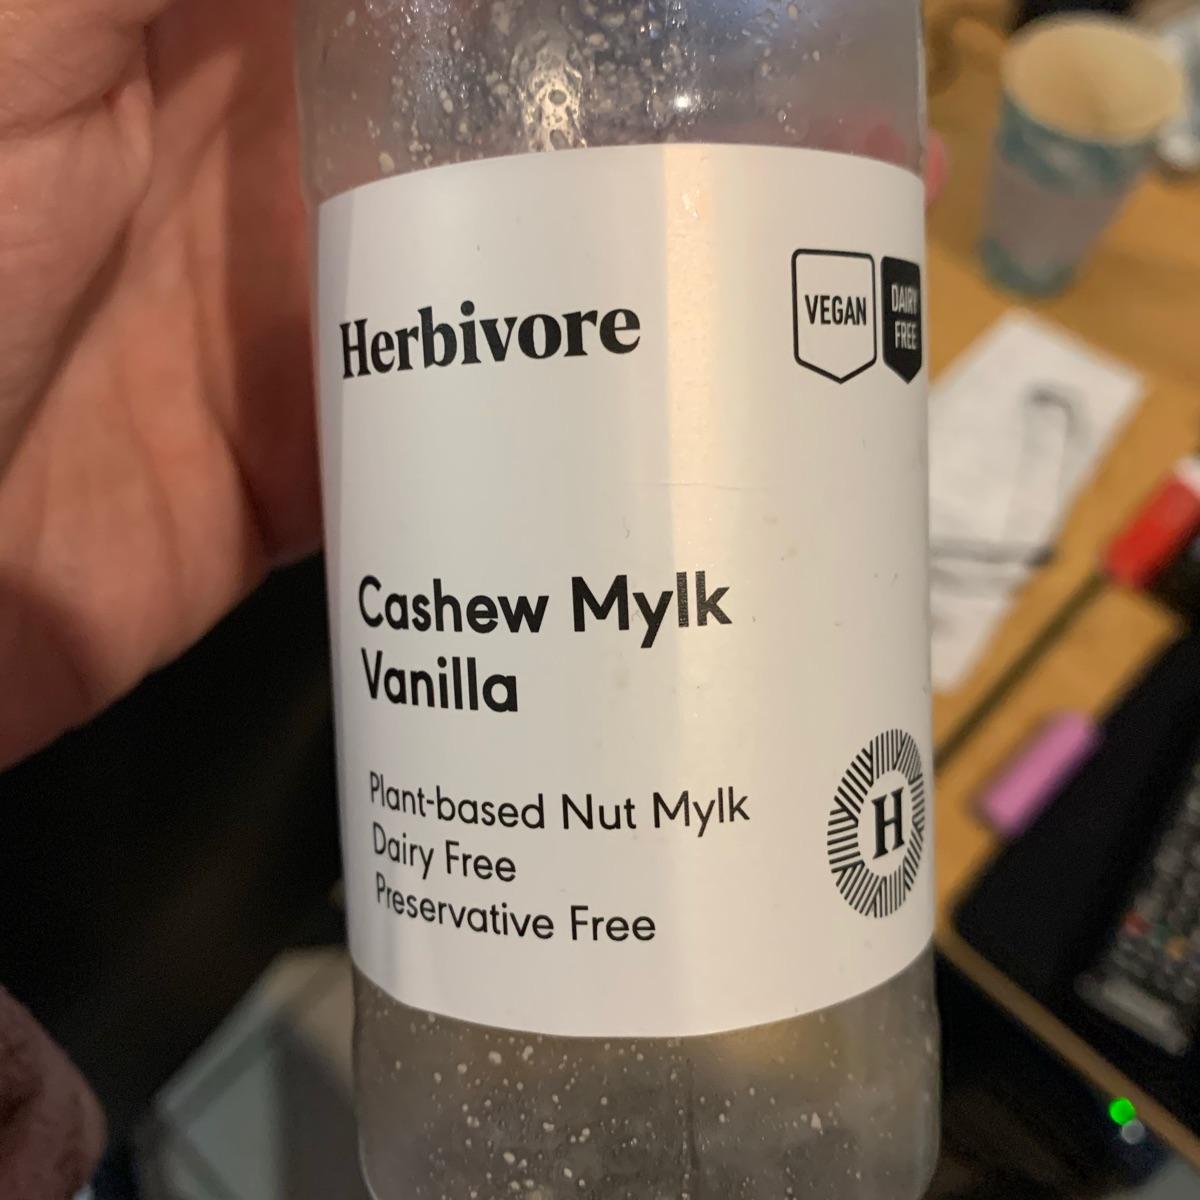 Herbivore
VEGAN
DAIRY
FREE
Cashew Mylk
Vanilla
Plant-based Nut Mylk
Dairy Free
Preservative Free
H